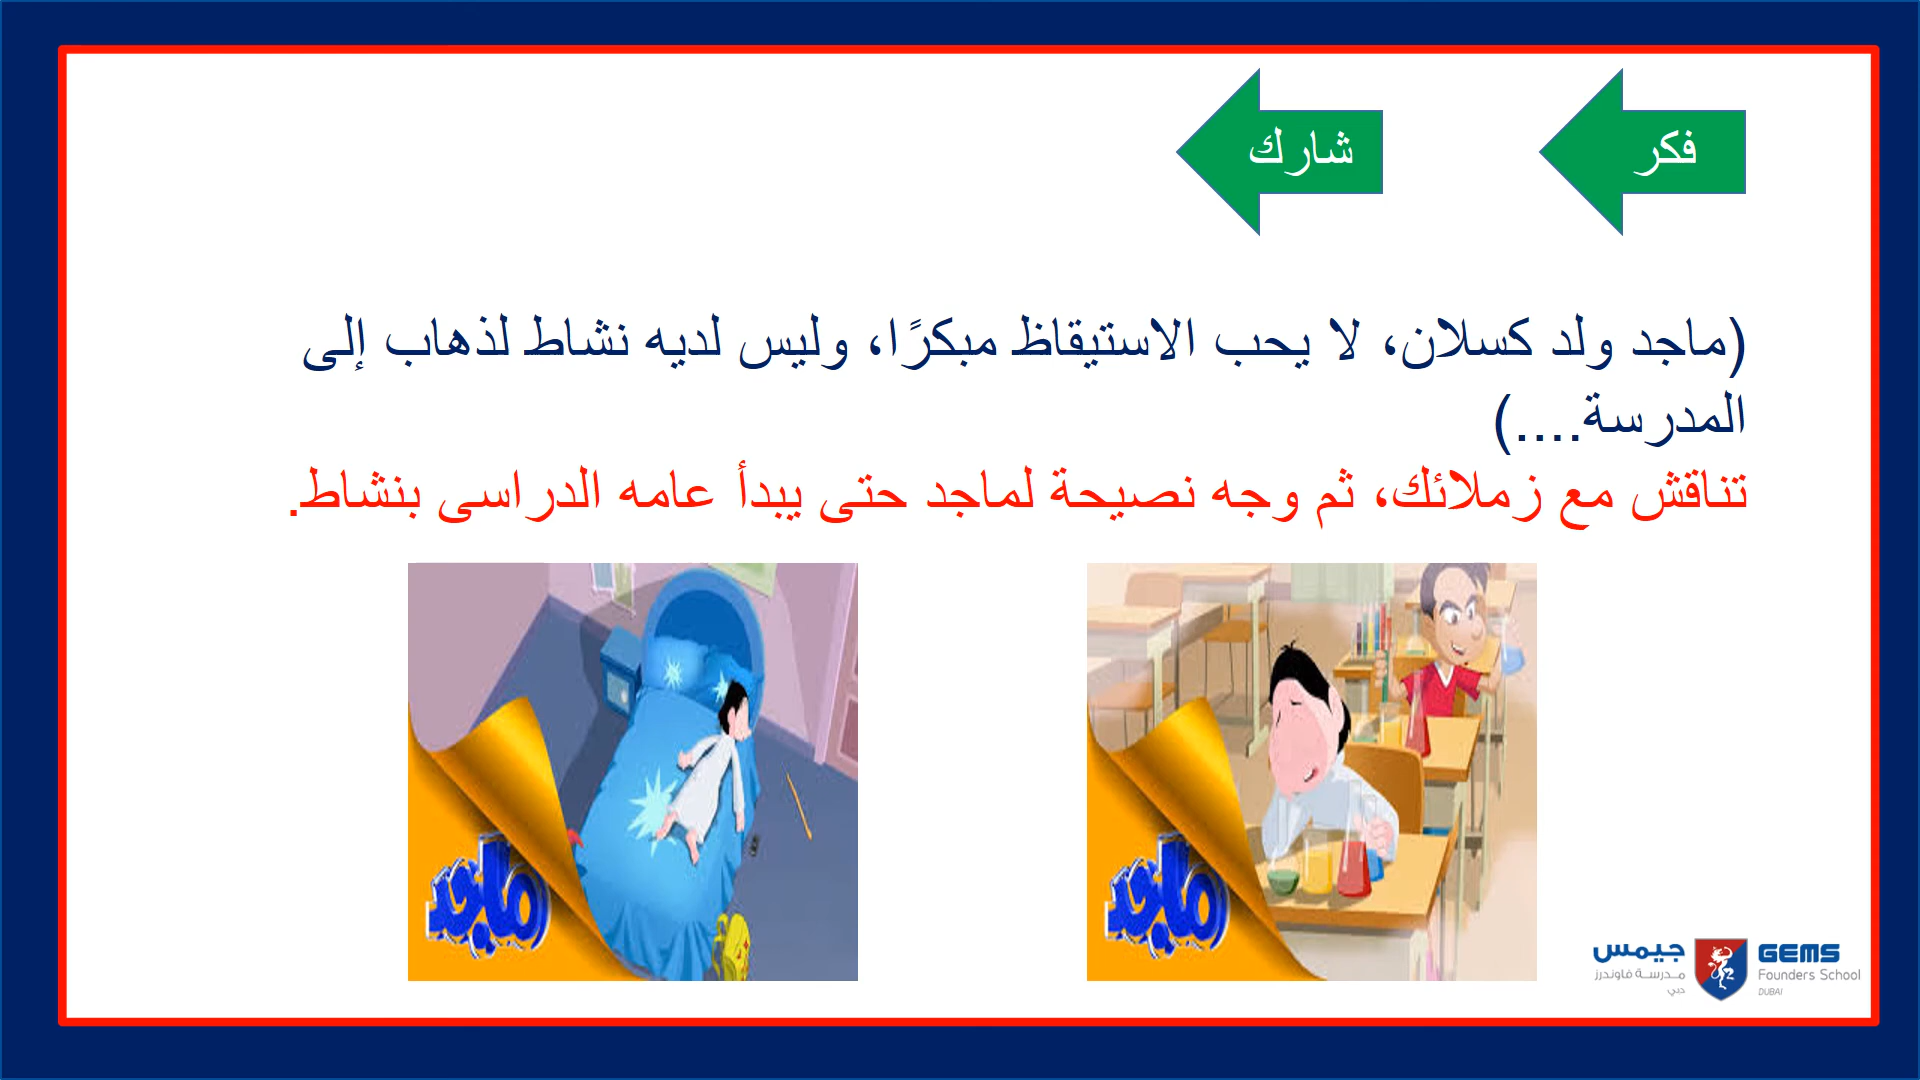 فكر
شارك
(ماجد ولد كسلان، لا يحب الاستيقاظ مبكرًا، وليس لديه نشاط لذهاب إلى
المدرسة....)
تناقش مع زملائك، ثم وجه نصيحة لماجد حتى يبدأ عامه الدراسى بنشاط.
ماجد
ماجد
جيمس
مدرسة فاوندرز
دبي
GEMS
Founders School
DUBAI